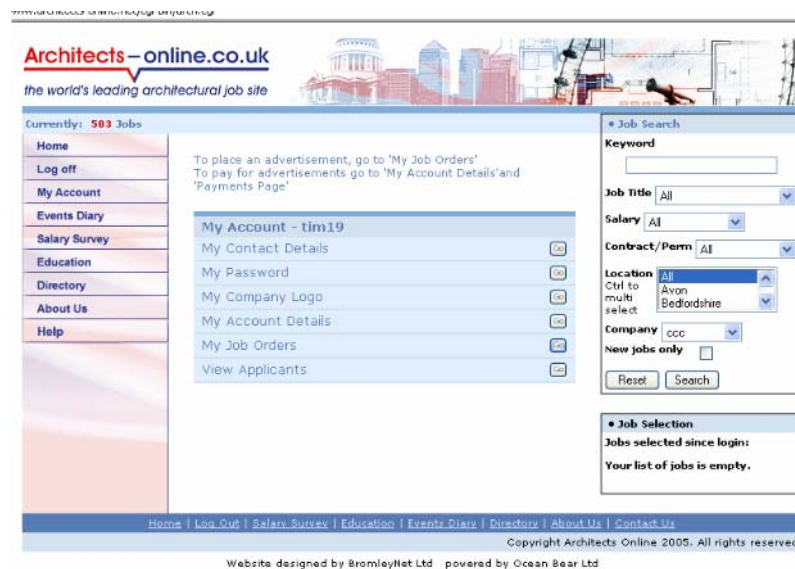 Architects–online.co.uk
the world's leading architectural job site
Currently: 503 Jobs
Home
Log off
My Account
Events Diary
Salary Survey
Education
Directory
About Us
Help
To place an advertisement, go to 'My Job Orders'
To pay for advertisements go to 'My Account Details'and
'Payments Page'
My Account - tim19
My Contact Details Go
My Password Go
My Company Logo Go
My Account Details Go
My Job Orders Go
View Applicants Go
• Job Search
Keyword
Job Title All
Salary All
Contract/Perm All
Location All
Ctrl to Avon
multi Bedfordshire
select
Company ccc
New jobs only
Reset Search
• Job Selection
Jobs selected since login:
Your list of jobs is empty.
Home | Log Out | Salary Survey | Education | Events Diary | Directory | About Us | Contact Us
Copyright Architects Online 2005. All rights reserved
Website designed by BromleyNet Ltd powered by Ocean Bear Ltd